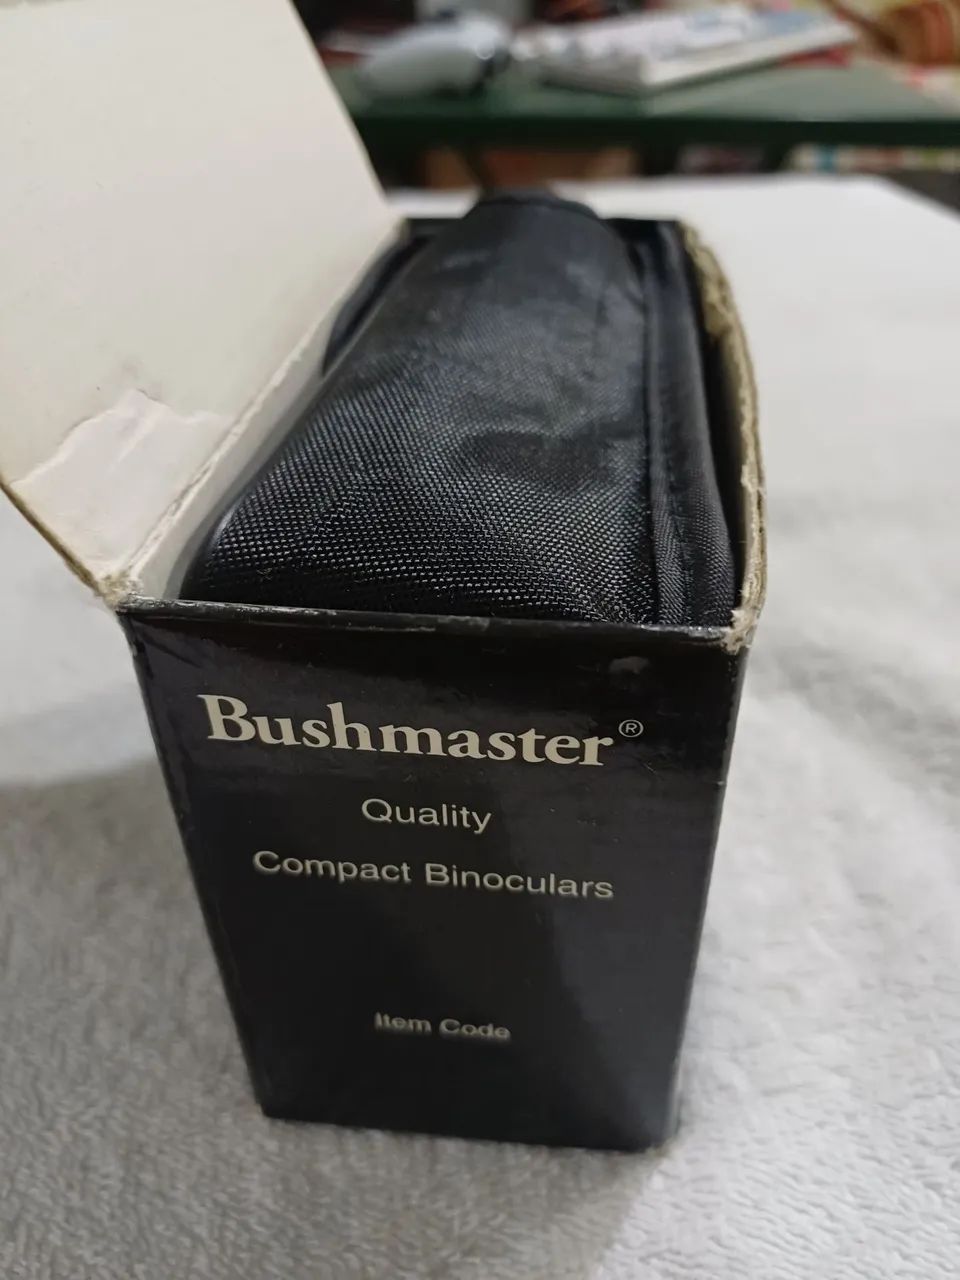 Bushmaster®
Quality
Compact Binoculars
Item Code